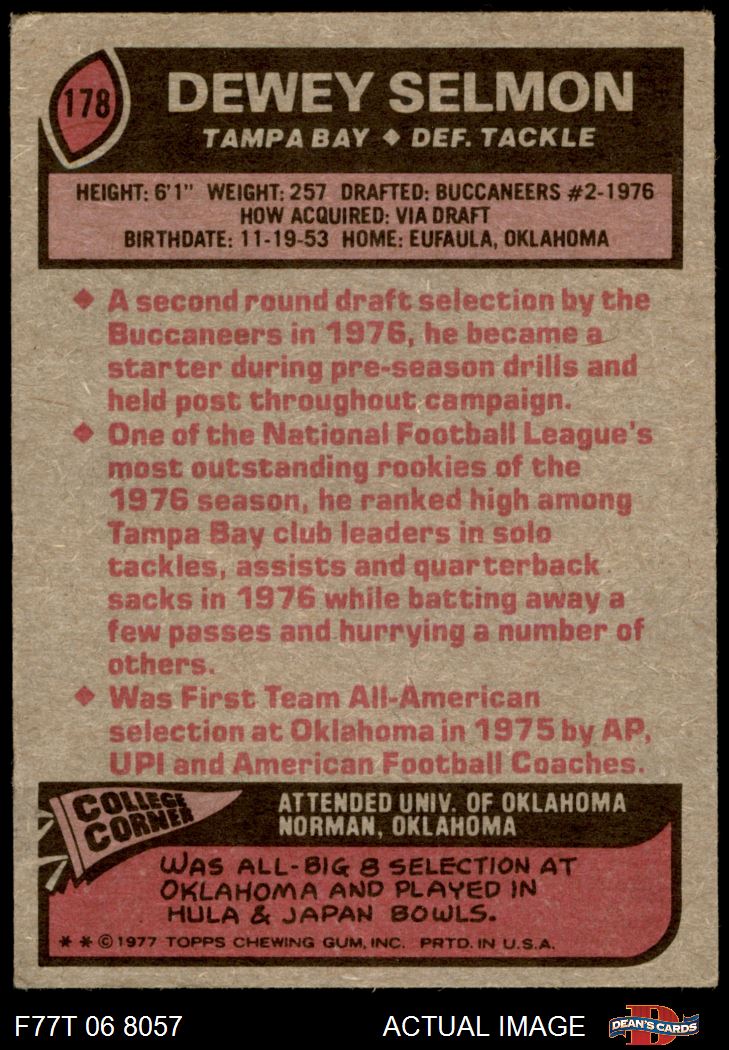 178
DEWEY SELMON
TAMPA BAY ◆ DEF. TACKLE
HEIGHT: 6'1" WEIGHT: 257 DRAFTED: BUCCANEERS #2-1976
HOW ACQUIRED: VIA DRAFT
BIRTHDATE: 11-19-53 HOME: EUFAULA, OKLAHOMA
◆ A second round draft selection by the
Buccaneers in 1976, he became a
starter during pre-season drills and
held post throughout campaign.
◆ One of the National Football League's
most outstanding rookies of the
1976 season, he ranked high among
Tampa Bay club leaders in solo
tackles, assists and quarterback
sacks in 1976 while batting away a
few passes and hurrying a number of
others.
◆ Was First Team All-American
selection at Oklahoma in 1975 by AP,
UPI and American Football Coaches.
COLLEGE
CORNER
ATTENDED UNIV. OF OKLAHOMA
NORMAN, OKLAHOMA
WAS ALL-BIG 8 SELECTION AT
OKLAHOMA AND PLAYED IN
HULA & JAPAN BOWLS.
* * © 1977 TOPPS CHEWING GUM, INC. PRTD. IN U.S.A.
F77T 06 8057
ACTUAL IMAGE
D
DEAN'S CARDS